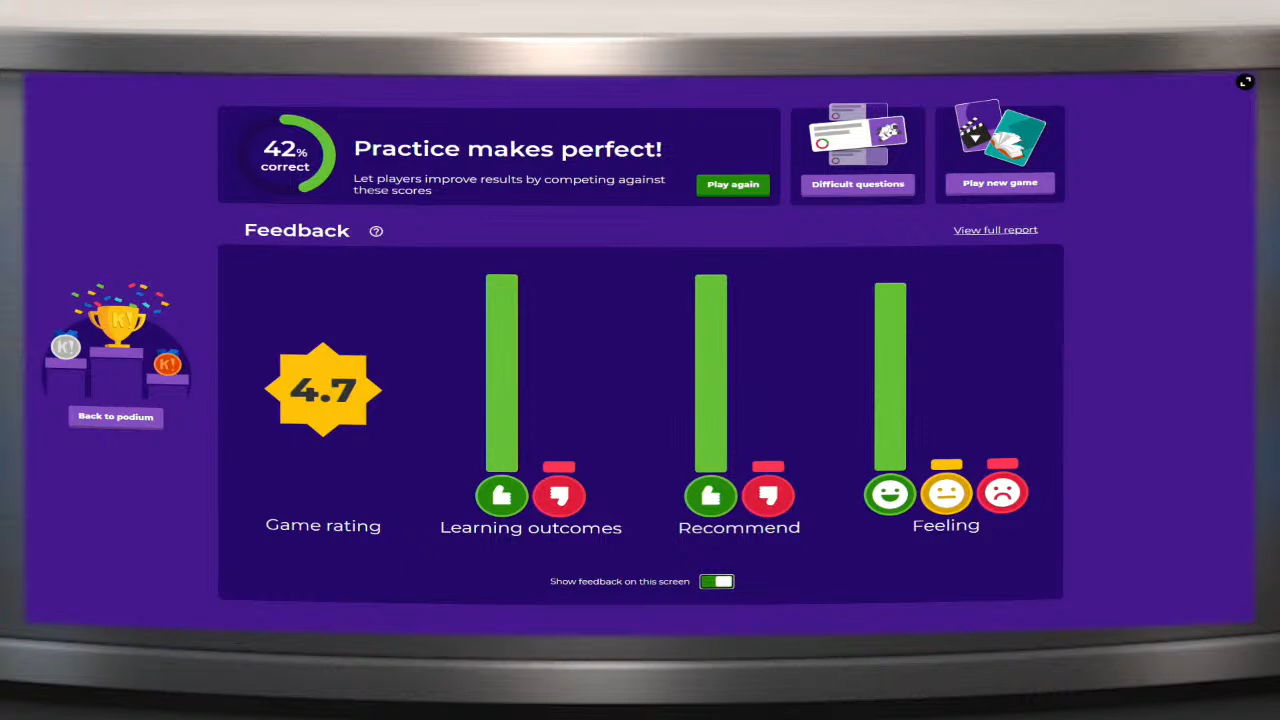 42%
correct
Practice makes perfect!
Let players improve results by competing against
these scores
Play again
Difficult questions
Play new game
Feedback ?
View full report
K!
K!
K!
Back to podium
4.7
Game rating
Learning outcomes
Recommend
Feeling
Show feedback on this screen